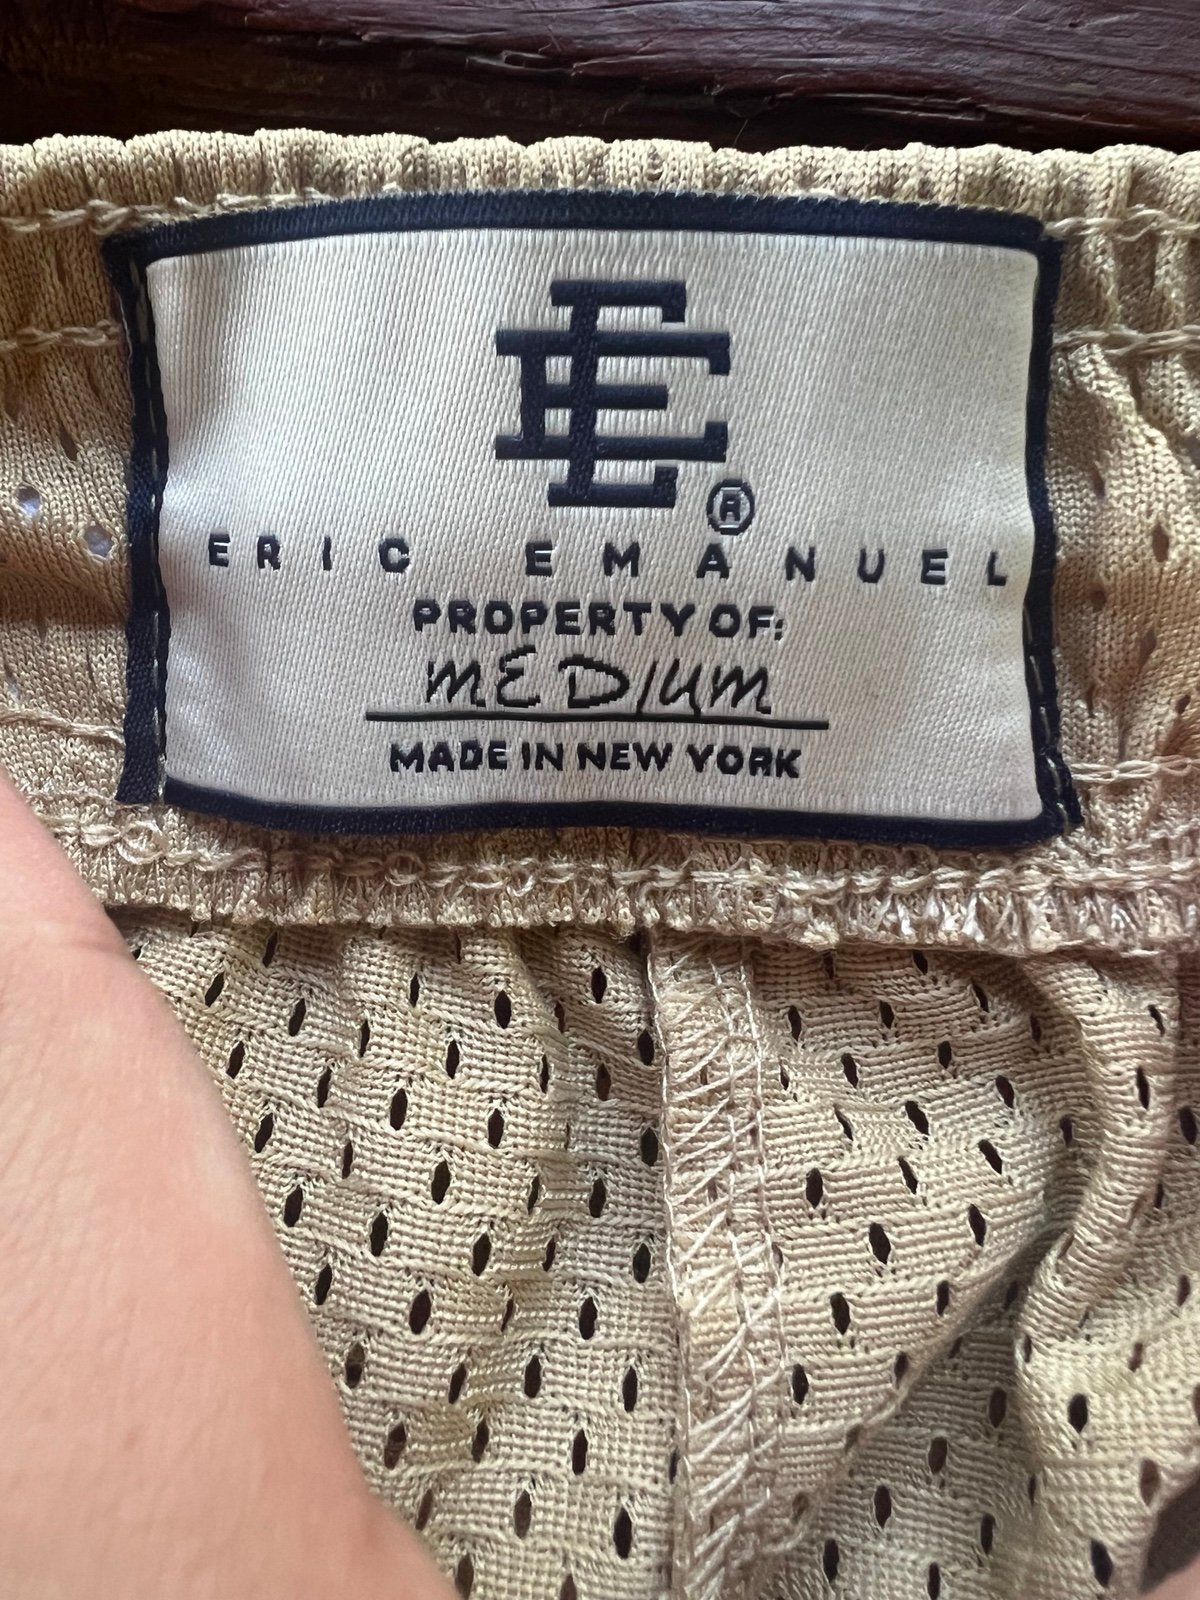 EE®
ERIC EMANUEL
PROPERTY OF:
MEDIUM
MADE IN NEW YORK